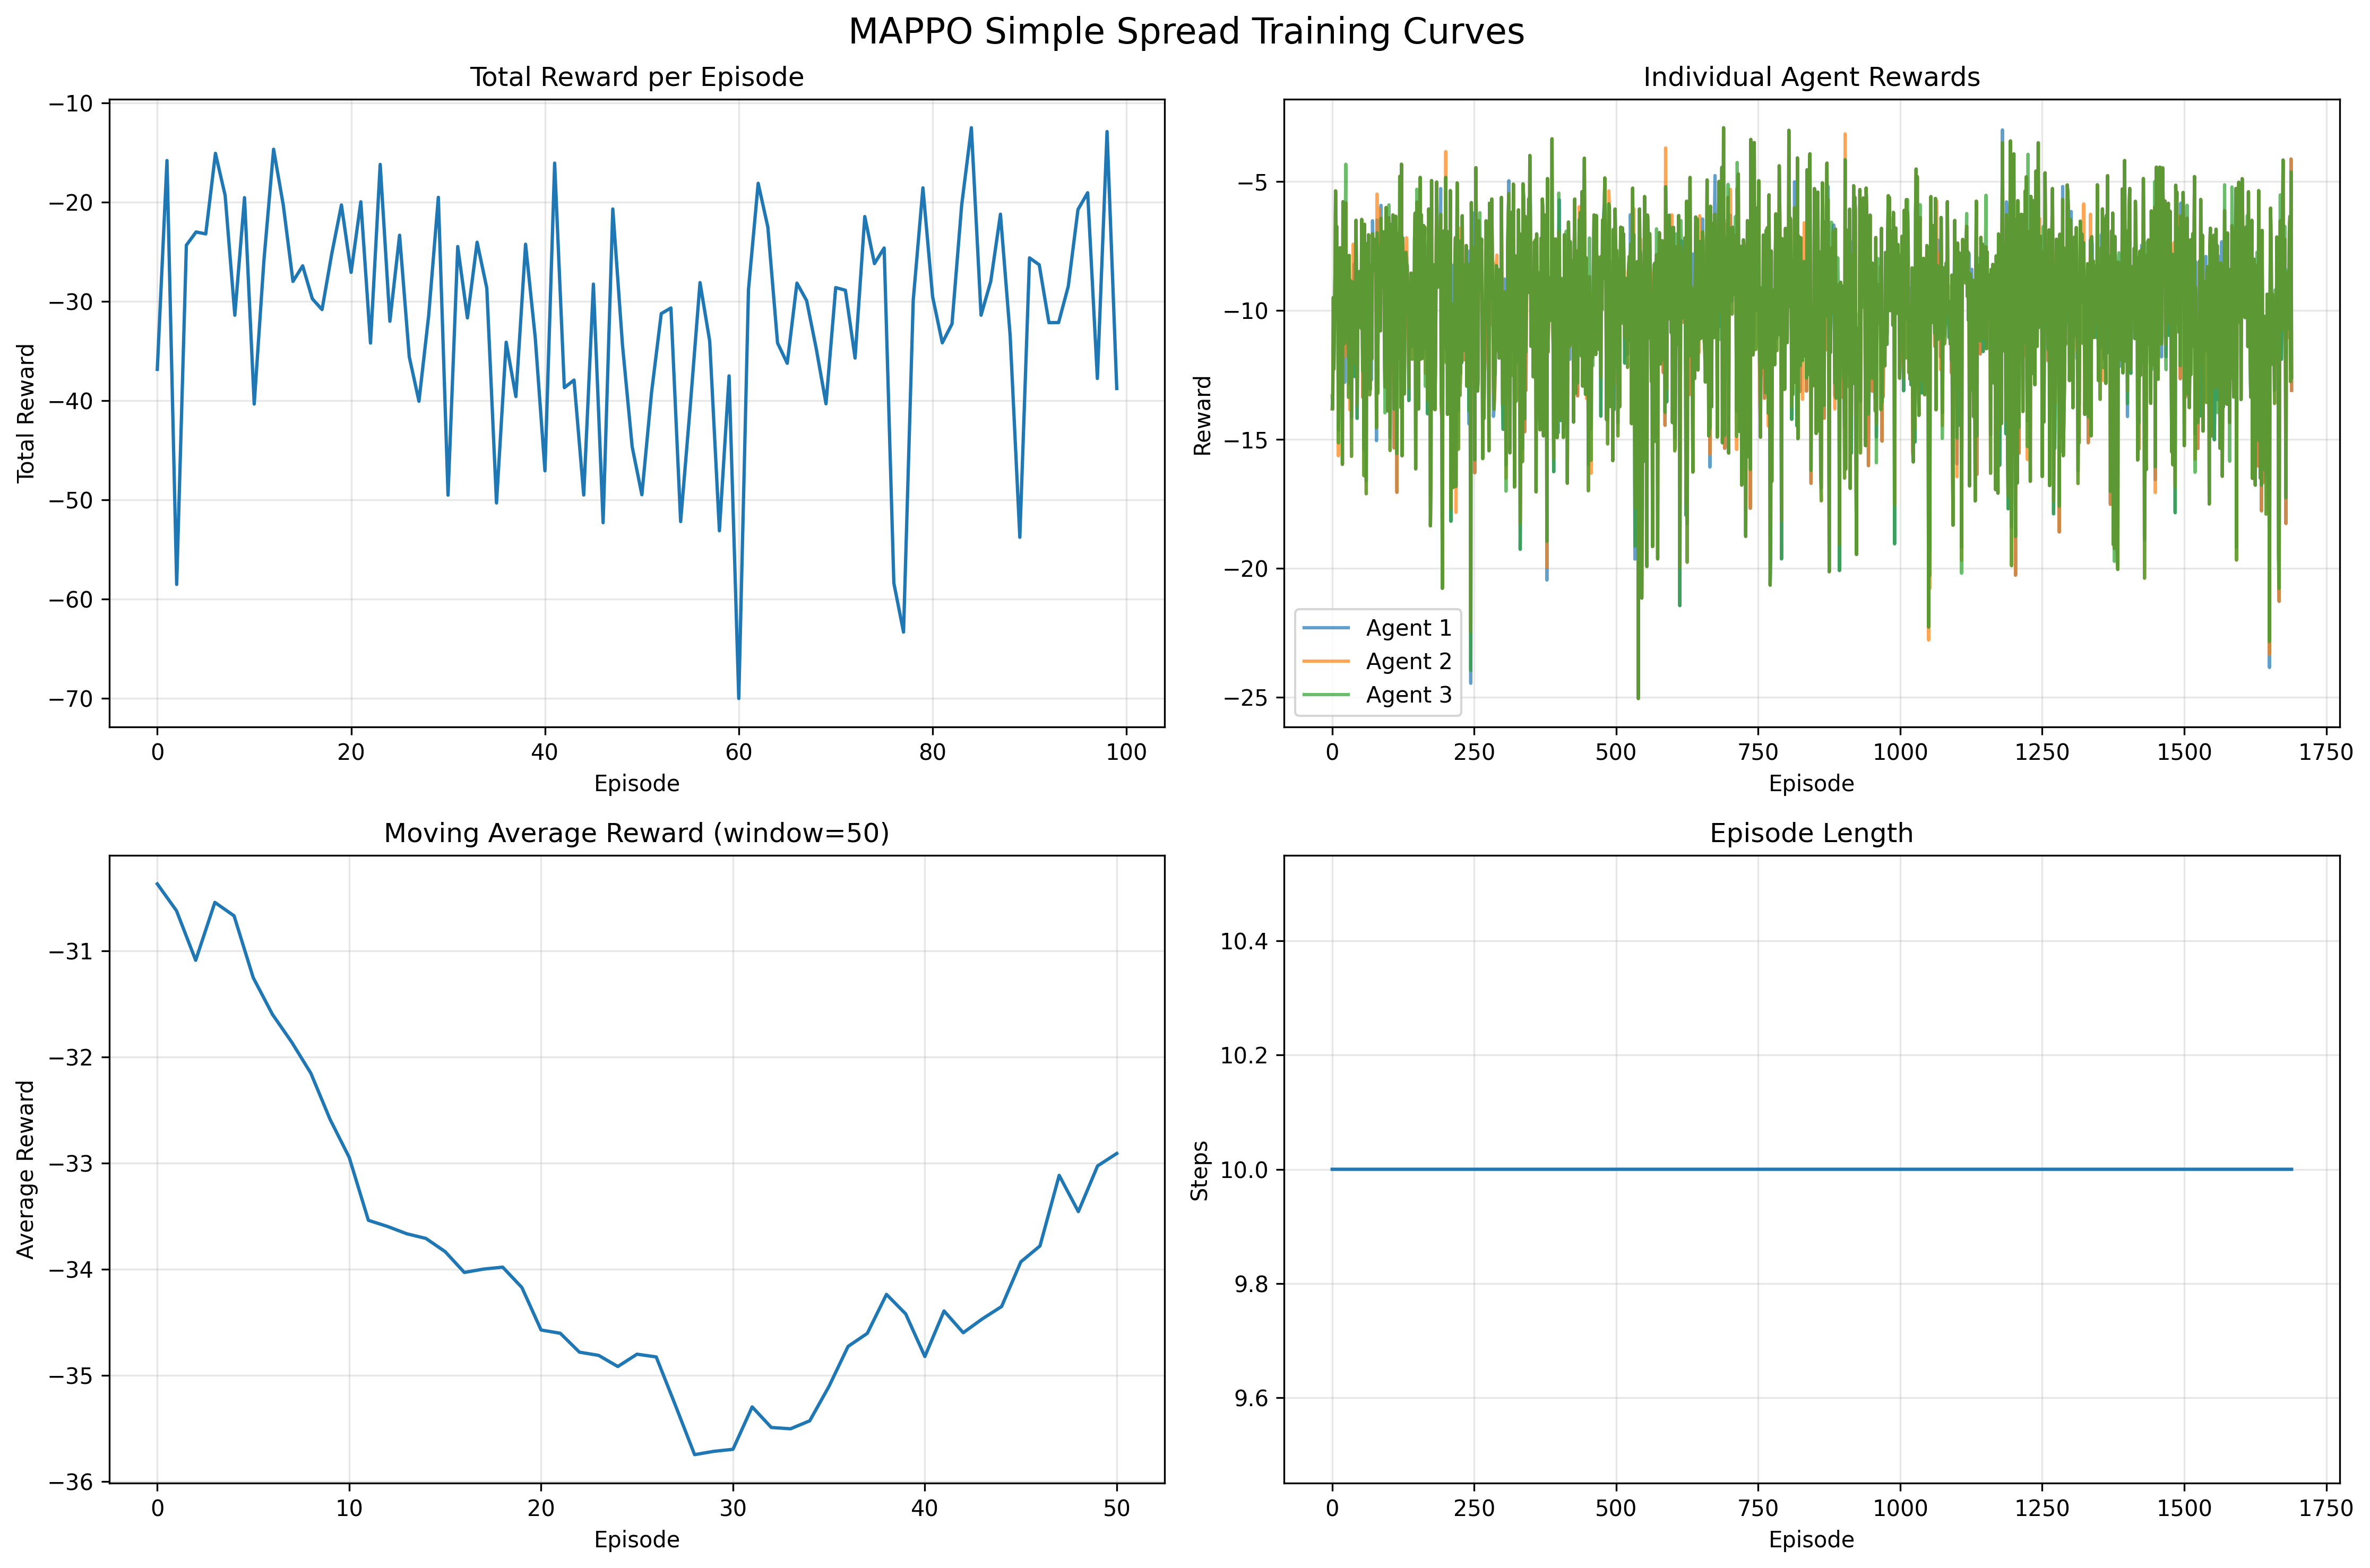 MAPPO Simple Spread Training Curves
Total Reward per Episode
Total Reward
−10
−20
−30
−40
−50
−60
−70
0 20 40 60 80 100
Episode
Individual Agent Rewards
Reward
−5
−10
−15
−20
−25
Agent 1
Agent 2
Agent 3
0 250 500 750 1000 1250 1500 1750
Episode
Moving Average Reward (window=50)
Average Reward
−31
−32
−33
−34
−35
−36
0 10 20 30 40 50
Episode
Episode Length
Steps
10.4
10.2
10.0
9.8
9.6
0 250 500 750 1000 1250 1500 1750
Episode